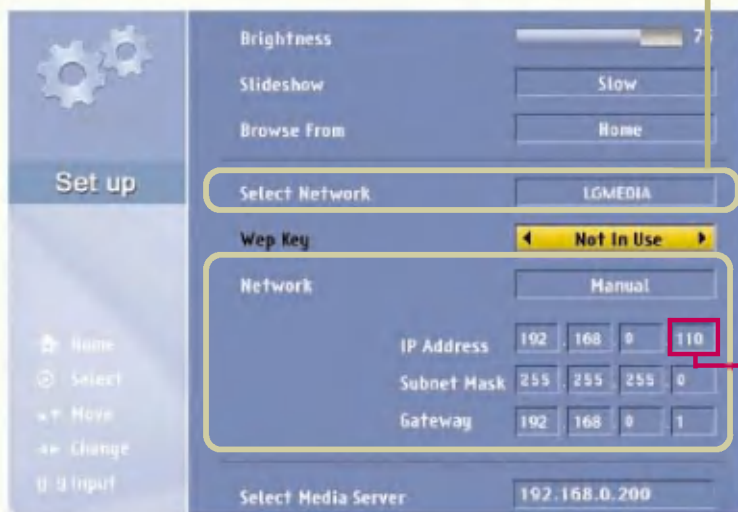 Brightness 75
Slideshow Slow
Browse From Home
Set up
Select Network LGMEDIA
Wep Key Not In Use
Network Manual
IP Address 192 . 168 . 0 . 110
Subnet Mask 255 . 255 . 255 . 0
Gateway 192 . 168 . 0 . 1
Home
Select
Move
Change
Input
Select Media Server 192.168.0.200